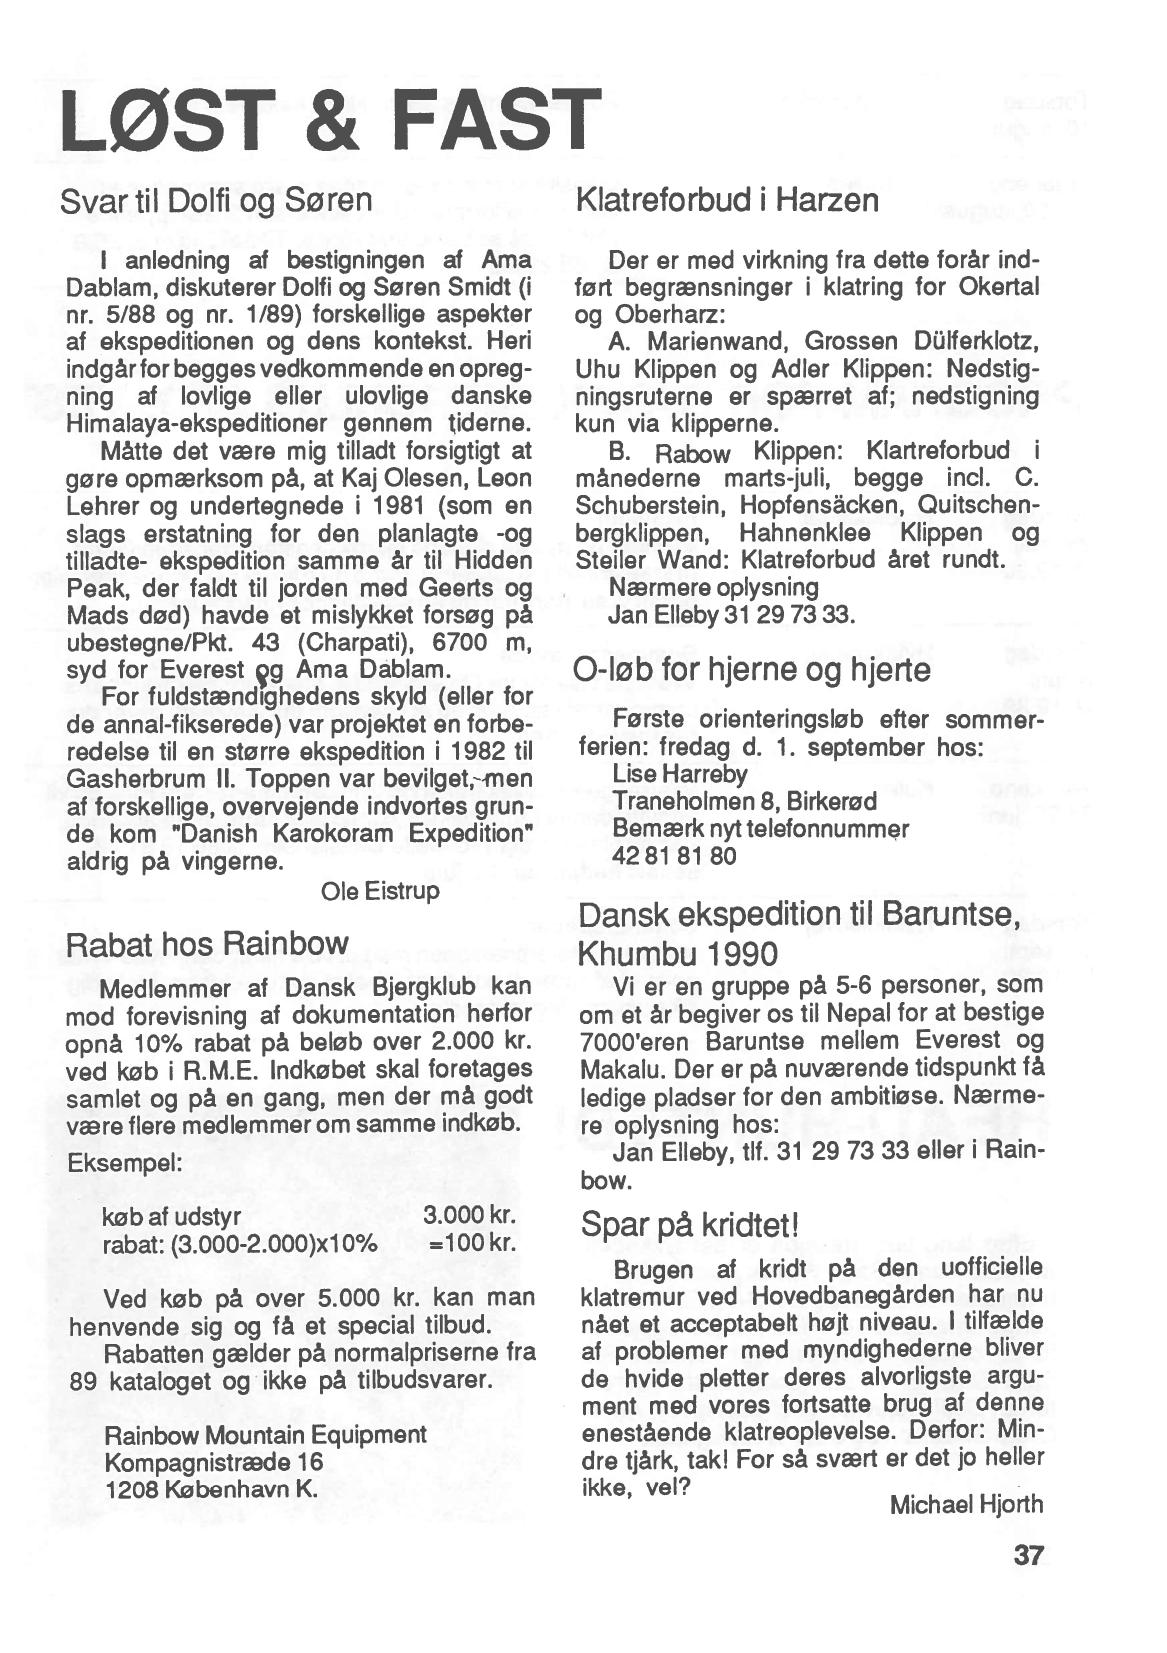 LØST & FAST
Svar til Dolfi og Søren
I anledning af bestigningen af Ama
Dablam, diskuterer Dolfi og Søren Smidt (i
nr. 5/88 og nr. 1/89) forskellige aspekter
af ekspeditionen og dens kontekst. Heri
indgår for begges vedkommende en opreg-
ning af lovlige eller ulovlige danske
Himalaya-ekspeditioner gennem tiderne.
Måtte det være mig tilladt forsigtigt at
gøre opmærksom på, at Kaj Olesen, Leon
Lehrer og undertegnede i 1981 (som en
slags erstatning for den planlagte -og
tilladte- ekspedition samme år til Hidden
Peak, der faldt til jorden med Geerts og
Mads død) havde et mislykket forsøg på
ubestegne/Pkt. 43 (Charpati), 6700 m,
syd for Everest og Ama Dablam.
For fuldstændighedens skyld (eller for
de annal-fikserede) var projektet en forbe-
redelse til en større ekspedition i 1982 til
Gasherbrum II. Toppen var bevilget, men
af forskellige, overvejende indvortes grun-
de kom "Danish Karokoram Expedition"
aldrig på vingerne.
Ole Eistrup
Rabat hos Rainbow
Medlemmer af Dansk Bjergklub kan
mod forevisning af dokumentation herfor
opnå 10% rabat på beløb over 2.000 kr.
ved køb i R.M.E. Indkøbet skal foretages
samlet og på en gang, men der må godt
være flere medlemmer om samme indkøb.
Eksempel:
køb af udstyr 3.000 kr.
rabat: (3.000-2.000)x10% =100 kr.
Ved køb på over 5.000 kr. kan man
henvende sig og få et special tilbud.
Rabatten gælder på normalpriserne fra
89 kataloget og ikke på tilbudsvarer.
Rainbow Mountain Equipment
Kompagnistræde 16
1208 København K.
Klatreforbud i Harzen
Der er med virkning fra dette forår ind-
ført begrænsninger i klatring for Okertal
og Oberharz:
A. Marienwand, Grossen Dülferklotz,
Uhu Klippen og Adler Klippen: Nedstig-
ningsruterne er spærret af; nedstigning
kun via klipperne.
B. Rabow Klippen: Klartreforbud i
månederne marts-juli, begge incl. C.
Schuberstein, Hopfensäcken, Quitschen-
bergklippen, Hahnenklee Klippen og
Steiler Wand: Klatreforbud året rundt.
Nærmere oplysning
Jan Elleby 31 29 73 33.
O-løb for hjerne og hjerte
Første orienteringsløb efter sommer-
ferien: fredag d. 1. september hos:
Lise Harreby
Traneholmen 8, Birkerød
Bemærk nyt telefonnummer
42 81 81 80
Dansk ekspedition til Baruntse,
Khumbu 1990
Vi er en gruppe på 5-6 personer, som
om et år begiver os til Nepal for at bestige
7000'eren Baruntse mellem Everest og
Makalu. Der er på nuværende tidspunkt få
ledige pladser for den ambitiøse. Nærme-
re oplysning hos:
Jan Elleby, tlf. 31 29 73 33 eller i Rain-
bow.
Spar på kridtet!
Brugen af kridt på den uofficielle
klatremur ved Hovedbanegården har nu
nået et acceptabelt højt niveau. I tilfælde
af problemer med myndighederne bliver
de hvide pletter deres alvorligste argu-
ment med vores fortsatte brug af denne
enestående klatreoplevelse. Derfor: Min-
dre tjårk, tak! For så svært er det jo heller
ikke, vel?
Michael Hjorth
37